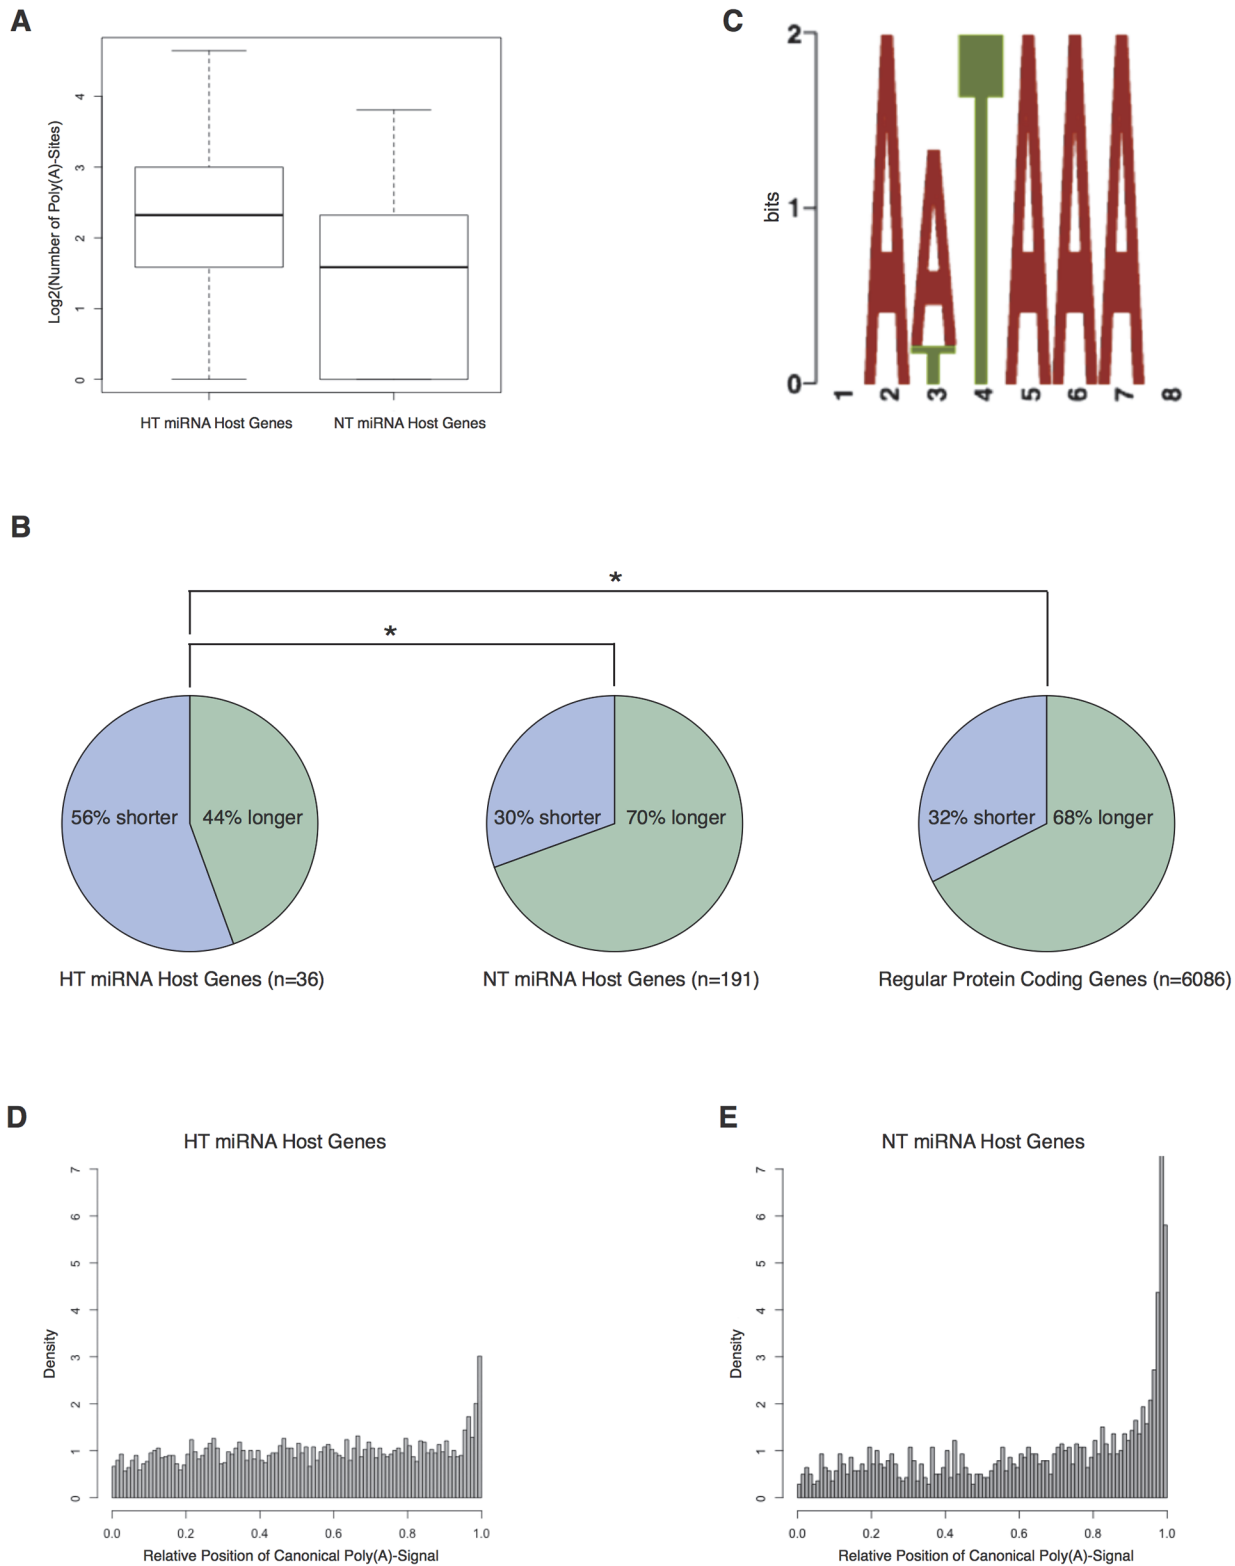 A
Log2(Number of Poly(A)-Sites)
0 1 2 3 4
HT miRNA Host Genes
NT miRNA Host Genes
C
bits
2
1
0
A
A
T
T
A
A
A
1 2 3 4 5 6 7 8
B
*
*
56% shorter
44% longer
30% shorter
70% longer
32% shorter
68% longer
HT miRNA Host Genes (n=36)
NT miRNA Host Genes (n=191)
Regular Protein Coding Genes (n=6086)
D
HT miRNA Host Genes
Density
0 1 2 3 4 5 6 7
0.0 0.2 0.4 0.6 0.8 1.0
Relative Position of Canonical Poly(A)-Signal
E
NT miRNA Host Genes
Density
0 1 2 3 4 5 6 7
0.0 0.2 0.4 0.6 0.8 1.0
Relative Position of Canonical Poly(A)-Signal